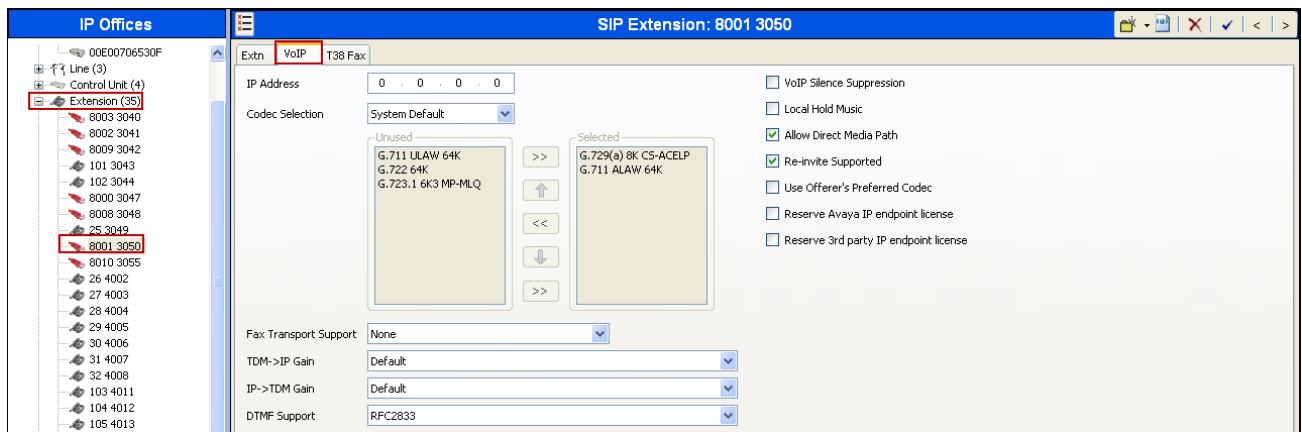 IP Offices
00E00706530F
Line (3)
Control Unit (4)
Extension (35)
8003 3040
8002 3041
8009 3042
101 3043
102 3044
8000 3047
8008 3048
25 3049
8001 3050
8010 3055
26 4002
27 4003
28 4004
29 4005
30 4006
31 4007
32 4008
103 4011
104 4012
105 4013
SIP Extension: 8001 3050
Extn VoIP T38 Fax
IP Address 0 . 0 . 0 . 0
Codec Selection System Default
Unused
G.711 ULAW 64K
G.722 64K
G.723.1 6K3 MP-MLQ
>>
<<
>>
Selected
G.729(a) 8K CS-ACELP
G.711 ALAW 64K
Fax Transport Support None
TDM->IP Gain Default
IP->TDM Gain Default
DTMF Support RFC2833
VoIP Silence Suppression
Local Hold Music
Allow Direct Media Path
Re-invite Supported
Use Offerer's Preferred Codec
Reserve Avaya IP endpoint license
Reserve 3rd party IP endpoint license